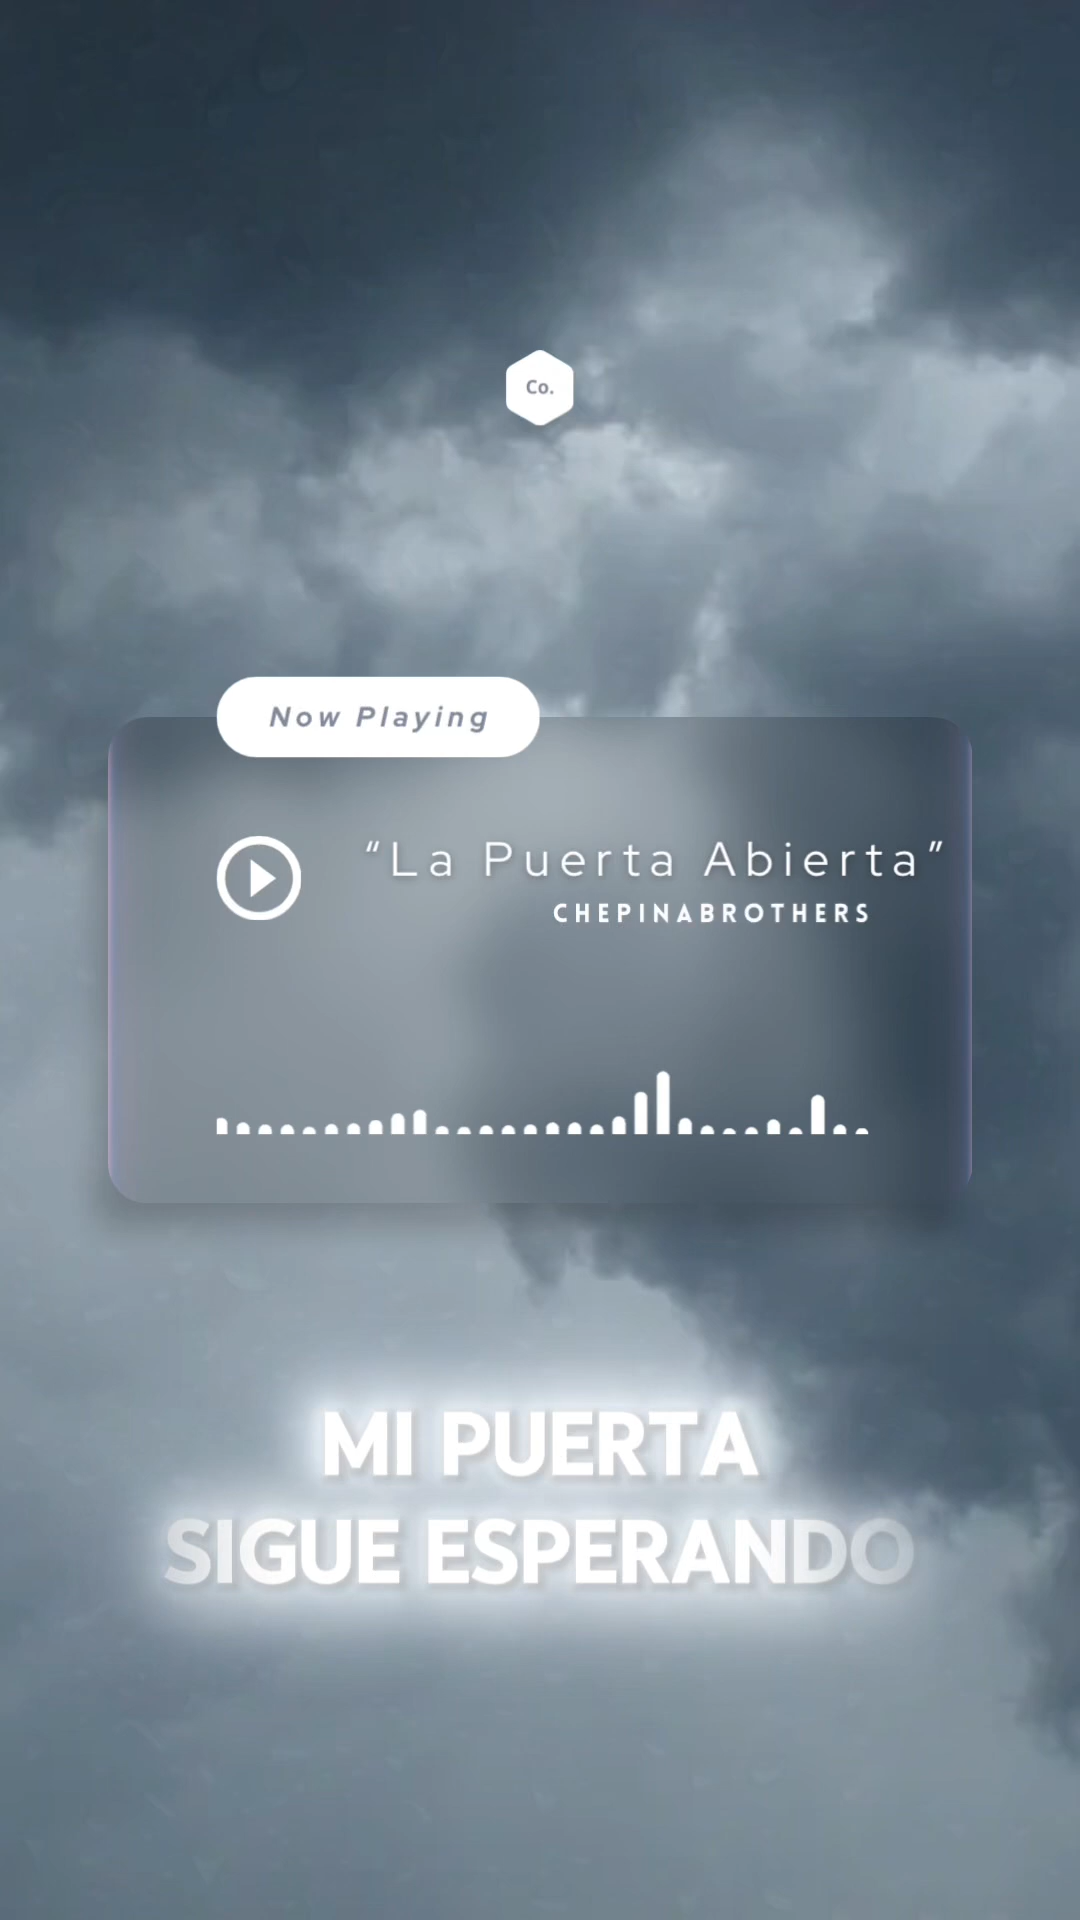 Co.
Now Playing
“La Puerta Abierta”
CHEPINABROTHERS
MI PUERTA
SIGUE ESPERANDO